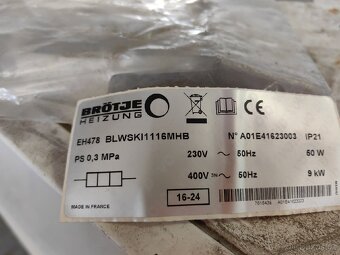 BRÖTJE
HEIZUNG
CE
EH478 BLWSKI1116MHB N° A01E41623003 IP21
PS 0,3 MPa 230V ~ 50Hz 50 W
400V 3N~ 50Hz 9 kW
16-24
MADE IN FRANCE